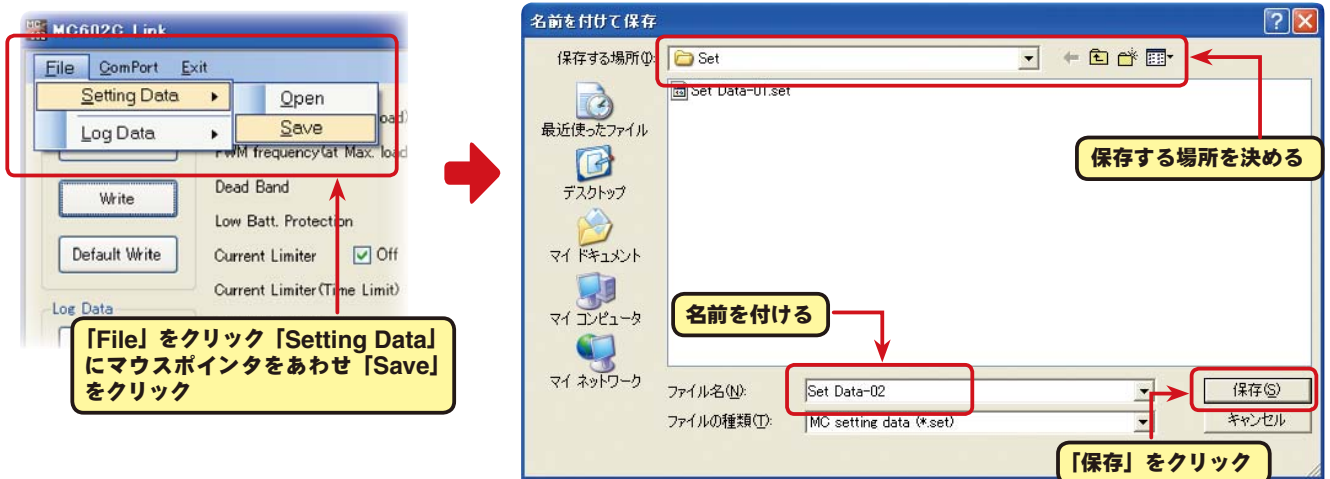 MC602C Link
File ComPort Exit
Setting Data
Open
Log Data
Save
oad)
PWM frequency(at Max. load
Write
Dead Band
Low Batt. Protection
Default Write
Current Limiter
Off
Current Limiter(Time Limit)
Log Data
「File」をクリック「Setting Data」
にマウスポインタをあわせ「Save」
をクリック
名前を付けて保存
保存する場所(I):
Set
Set Data-01.set
最近使ったファイル
デスクトップ
マイ ドキュメント
マイ コンピュータ
マイ ネットワーク
保存する場所を決める
名前を付ける
ファイル名(N):
Set Data-02
保存(S)
ファイルの種類(T):
MC setting data (*.set)
キャンセル
「保存」をクリック